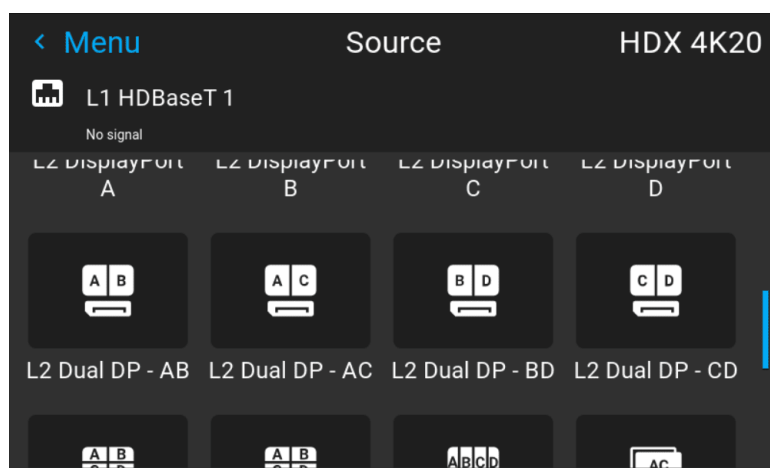 Menu
Source
HDX 4K20
L1 HDBaseT 1
No signal
L2 DisplayPort
A
L2 DisplayPort
B
L2 DisplayPort
C
L2 DisplayPort
D
A B
A C
B D
C D
L2 Dual DP - AB
L2 Dual DP - AC
L2 Dual DP - BD
L2 Dual DP - CD
A B
C D
A B
C D
A B C D
AC